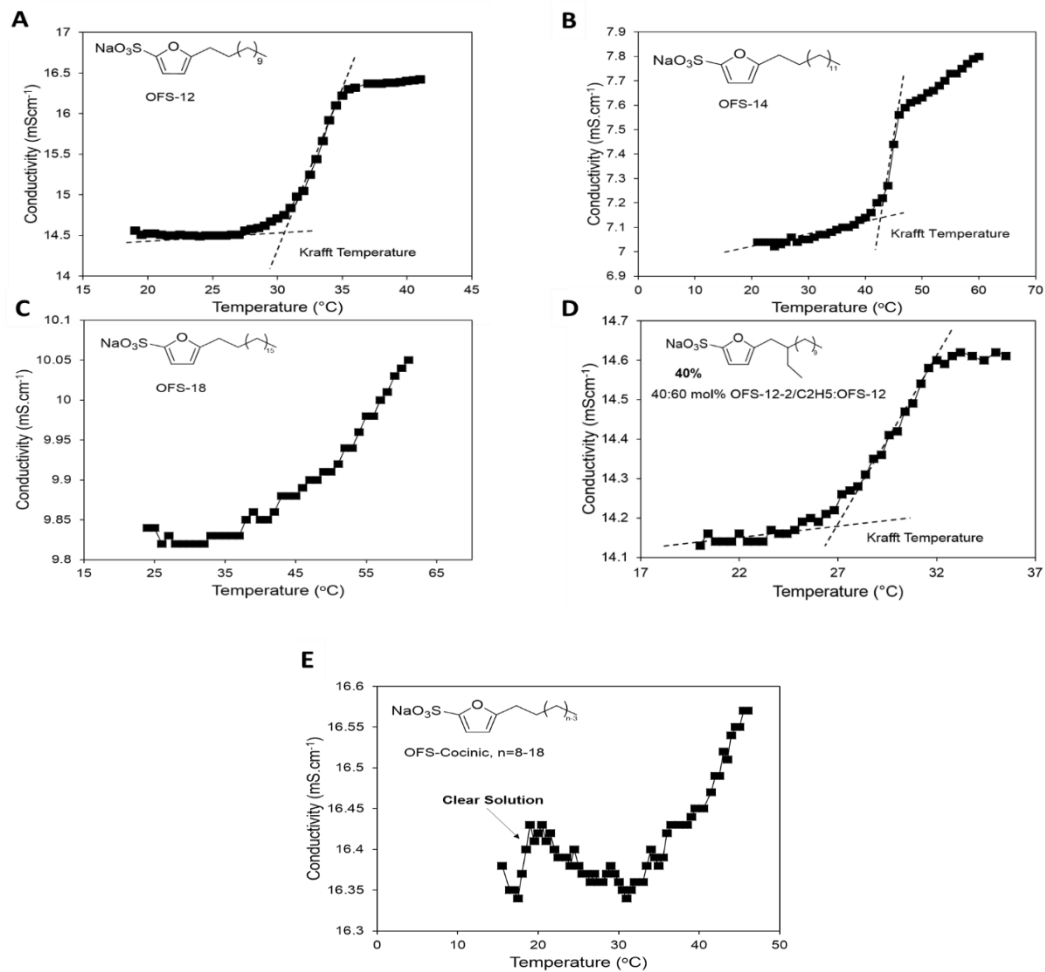 A
Conductivity (mScm⁻¹)
17
16.5
16
15.5
15
14.5
14
NaO₃S
O
9
OFS-12
Krafft Temperature
15 20 25 30 35 40 45
Temperature (°C)
B
Conductivity (mS.cm⁻¹)
7.9
7.8
7.7
7.6
7.5
7.4
7.3
7.2
7.1
7
6.9
NaO₃S
O
11
OFS-14
Krafft Temperature
0 10 20 30 40 50 60 70
Temperature (°C)
C
Conductivity (mS.cm⁻¹)
10.1
10.05
10
9.95
9.9
9.85
9.8
NaO₃S
O
15
OFS-18
15 25 35 45 55 65
Temperature (°C)
D
Conductivity (mScm⁻¹)
14.7
14.6
14.5
14.4
14.3
14.2
14.1
NaO₃S
O
9
40%
40:60 mol% OFS-12-2/C2H5:OFS-12
Krafft Temperature
17 22 27 32 37
Temperature (°C)
E
Conductivity (mS.cm⁻¹)
16.6
16.55
16.5
16.45
16.4
16.35
16.3
NaO₃S
O
n-3
OFS-Cocinic, n=8-18
Clear Solution
0 10 20 30 40 50
Temperature (°C)